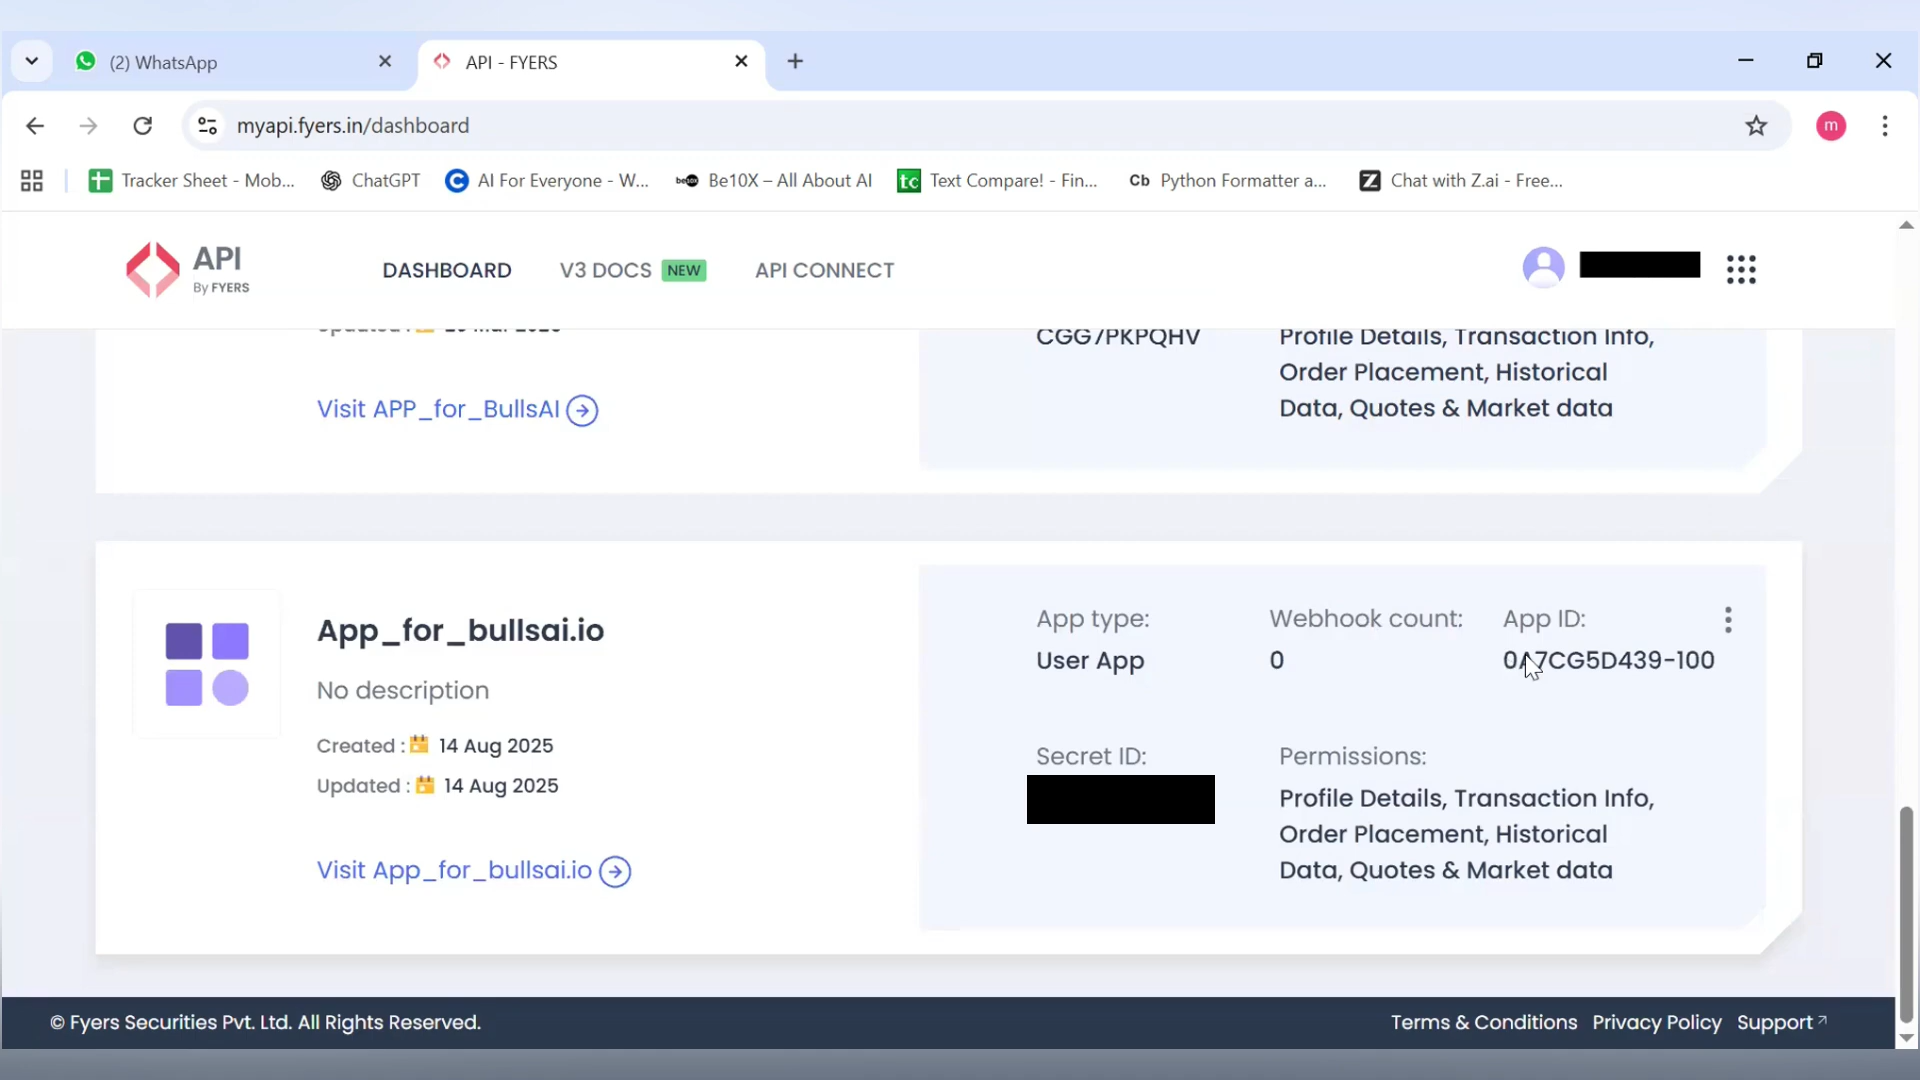 (2) WhatsApp
API - FYERS
myapi.fyers.in/dashboard
m
Tracker Sheet - Mob...
ChatGPT
AI For Everyone - W...
be10x
Be10X – All About AI
tc
Text Compare! - Fin...
Cb
Python Formatter a...
Z
Chat with Z.ai - Free...
API
By FYERS
DASHBOARD
V3 DOCS NEW
API CONNECT
Updated :
CGG7PKPQHV
Profile Details, Transaction Info,
Order Placement, Historical
Data, Quotes & Market data
Visit APP_for_BullsAI
App_for_bullsai.io
No description
Created : 14 Aug 2025
Updated : 14 Aug 2025
Visit App_for_bullsai.io
App type:
User App
Webhook count:
0
App ID:
0A7CG5D439-100
Secret ID:
Permissions:
Profile Details, Transaction Info,
Order Placement, Historical
Data, Quotes & Market data
© Fyers Securities Pvt. Ltd. All Rights Reserved.
Terms & Conditions
Privacy Policy
Support